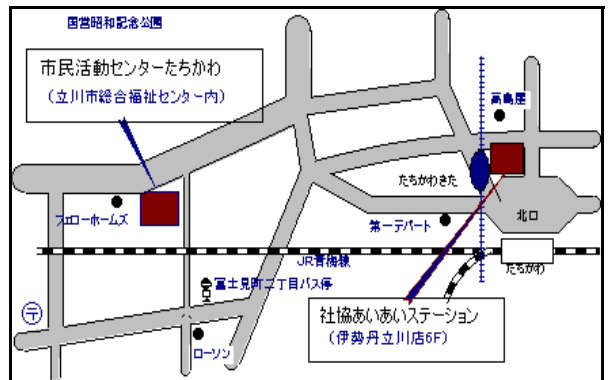 国営昭和記念公園
市民活動センターたちかわ
（立川市総合福祉センター内）
高島屋
たちかわきた
フェローホームズ
第一デパート
北口
JR青梅線
たちかわ
富士見町二丁目バス停
〒
社協あいあいステーション
（伊勢丹立川店6F）
ローソン